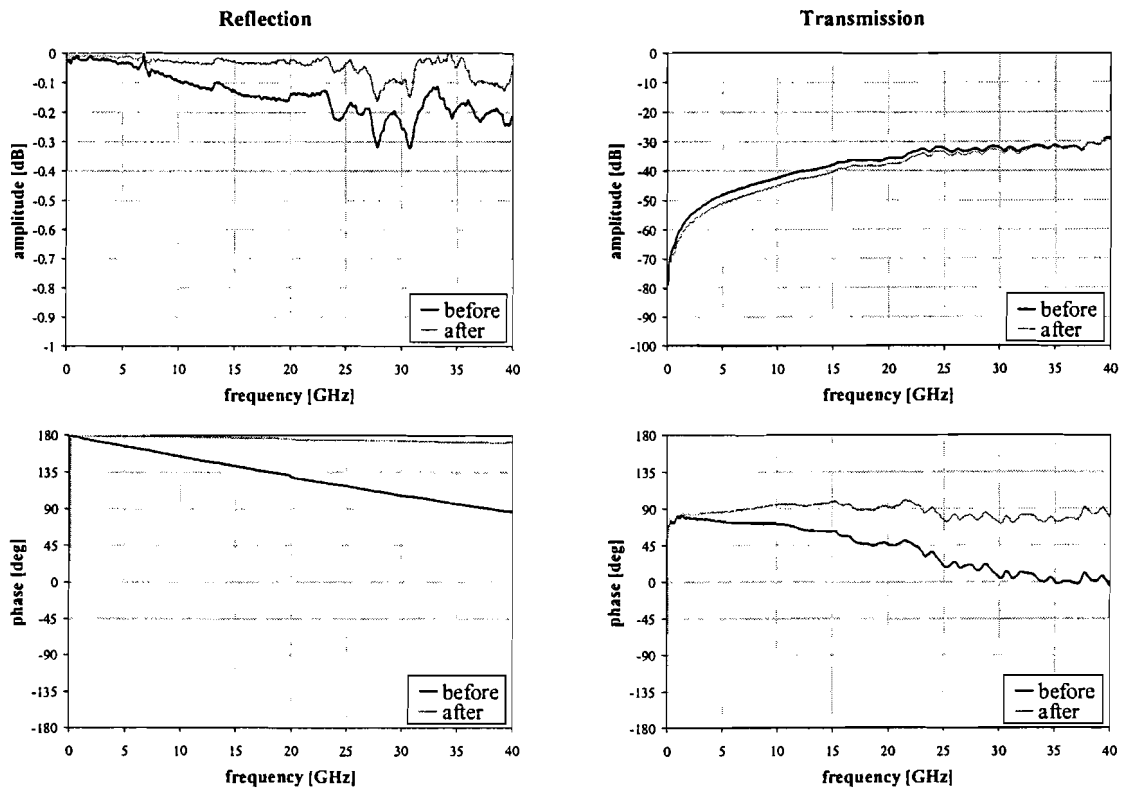 Reflection
Transmission
0
-0.1
-0.2
-0.3
-0.4
-0.5
-0.6
-0.7
-0.8
-0.9
-1
amplitude [dB]
before
after
0 5 10 15 20 25 30 35 40
frequency [GHz]
0
-10
-20
-30
-40
-50
-60
-70
-80
-90
-100
amplitude [dB]
before
after
0 5 10 15 20 25 30 35 40
frequency [GHz]
180
135
90
45
0
-45
-90
-135
-180
phase [deg]
before
after
0 5 10 15 20 25 30 35 40
frequency [GHz]
180
135
90
45
0
-45
-90
-135
-180
phase [deg]
before
after
0 5 10 15 20 25 30 35 40
frequency [GHz]